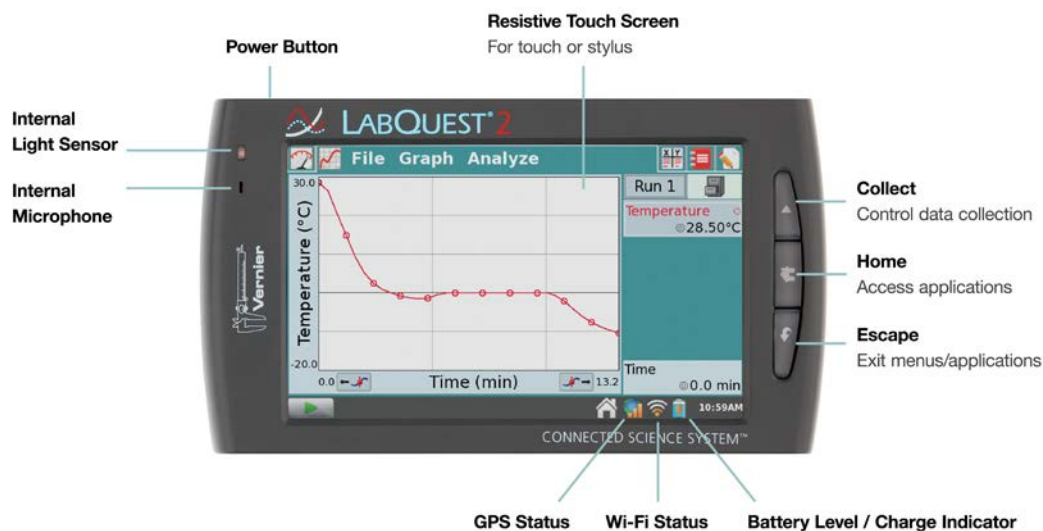 Resistive Touch Screen
For touch or stylus
Power Button
Internal
Light Sensor
Internal
Microphone
LABQUEST® 2
File Graph Analyze
X Y
30.0
Temperature (°C)
-20.0
0.0
Time (min)
13.2
Run 1
Temperature
28.50°C
Time
0.0 min
10:59AM
Vernier
CONNECTED SCIENCE SYSTEM™
Collect
Control data collection
Home
Access applications
Escape
Exit menus/applications
GPS Status
Wi-Fi Status
Battery Level / Charge Indicator